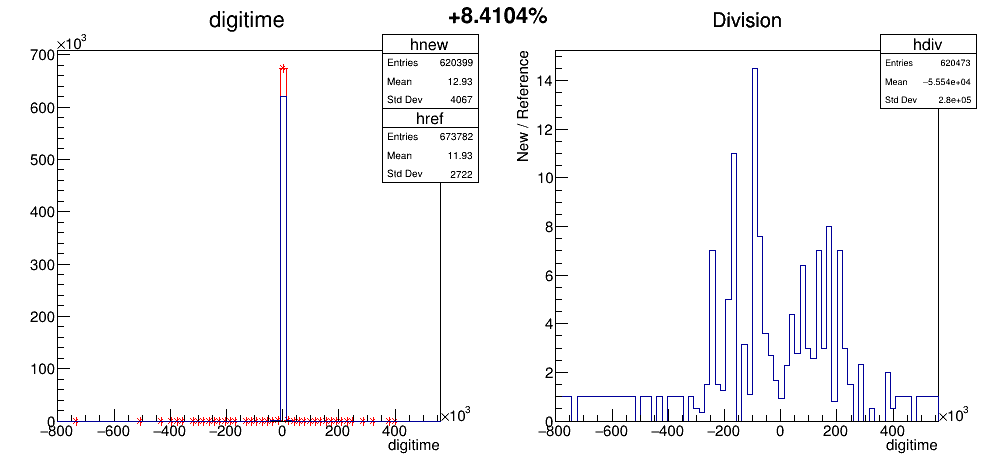 +8.4104%
digitime
×10³
hnew
Entries 620399
Mean 12.93
Std Dev 4067
href
Entries 673782
Mean 11.93
Std Dev 2722
700
600
500
400
300
200
100
0
−800 −600 −400 −200 0 200 400
×10³
digitime
Division
hdiv
Entries 620473
Mean −5.554e+04
Std Dev 2.8e+05
New / Reference
14
12
10
8
6
4
2
0
−800 −600 −400 −200 0 200 400
×10³
digitime